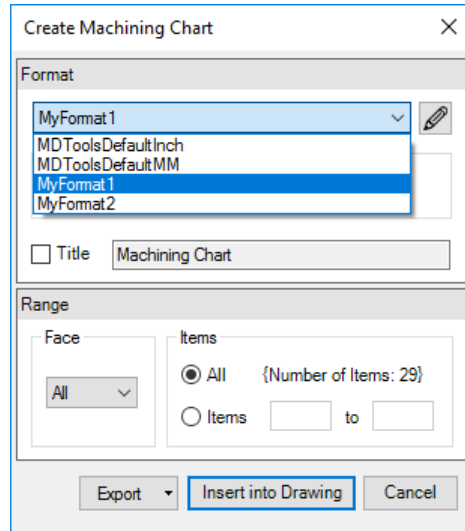 Create Machining Chart
Format
MyFormat1
MDToolsDefaultInch
MDToolsDefaultMM
MyFormat1
MyFormat2
Title Machining Chart
Range
Face Items
All {Number of Items: 29}
All
Items to
Export Insert into Drawing Cancel